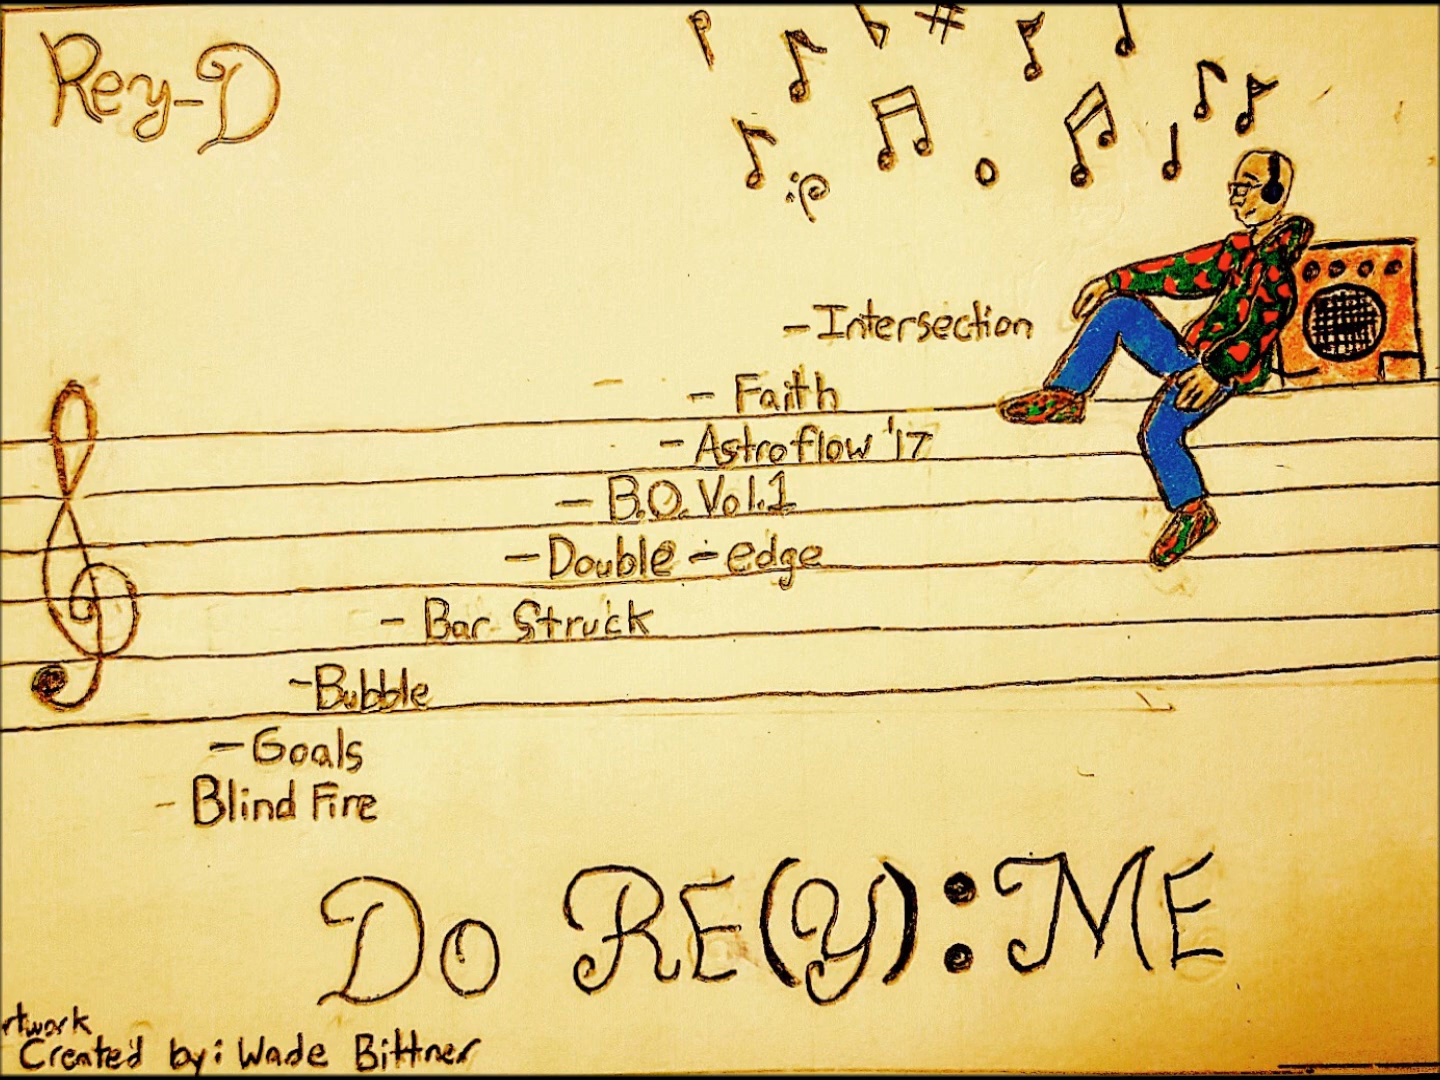 Rey-D
- Intersection
- Faith
- Astroflow '17
- B.O. Vol.1
- Double-edge
- Bar Struck
- Bubble
- Goals
- Blind Fire
Do RE(Y):ME
rtwork
Created by: Wade Bittner